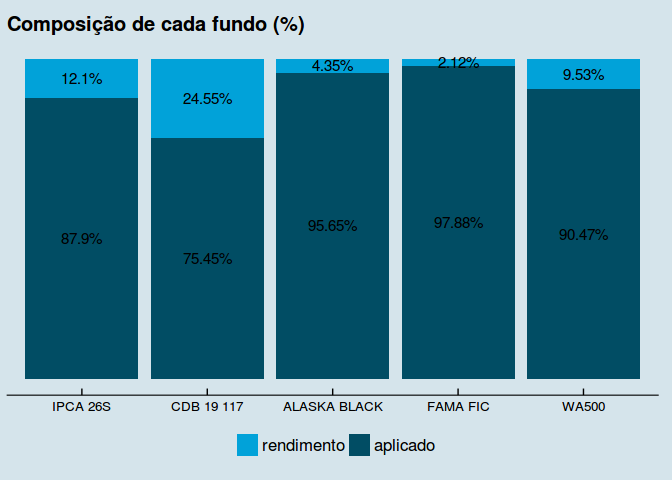 Composição de cada fundo (%)
12.1% 24.55% 4.35% 2.12% 9.53%
87.9% 75.45% 95.65% 97.88% 90.47%
IPCA 26S CDB 19 117 ALASKA BLACK FAMA FIC WA500
rendimento aplicado